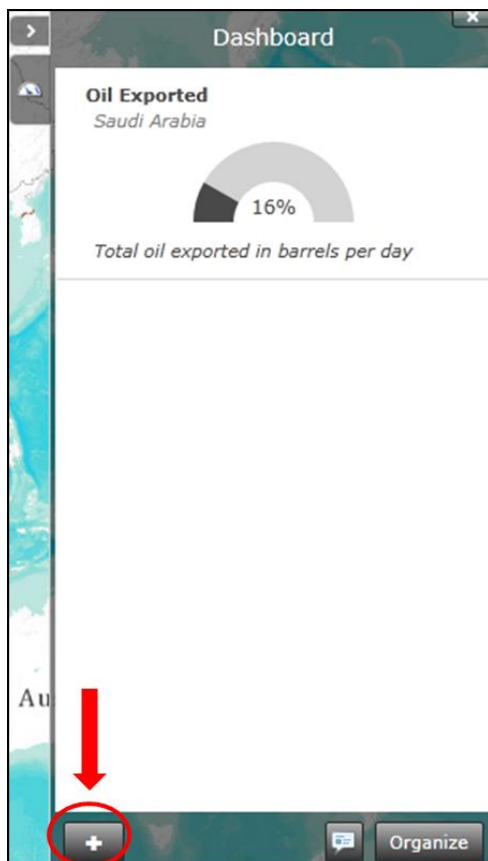 Dashboard
Oil Exported
Saudi Arabia
16%
Total oil exported in barrels per day
Au
Organize